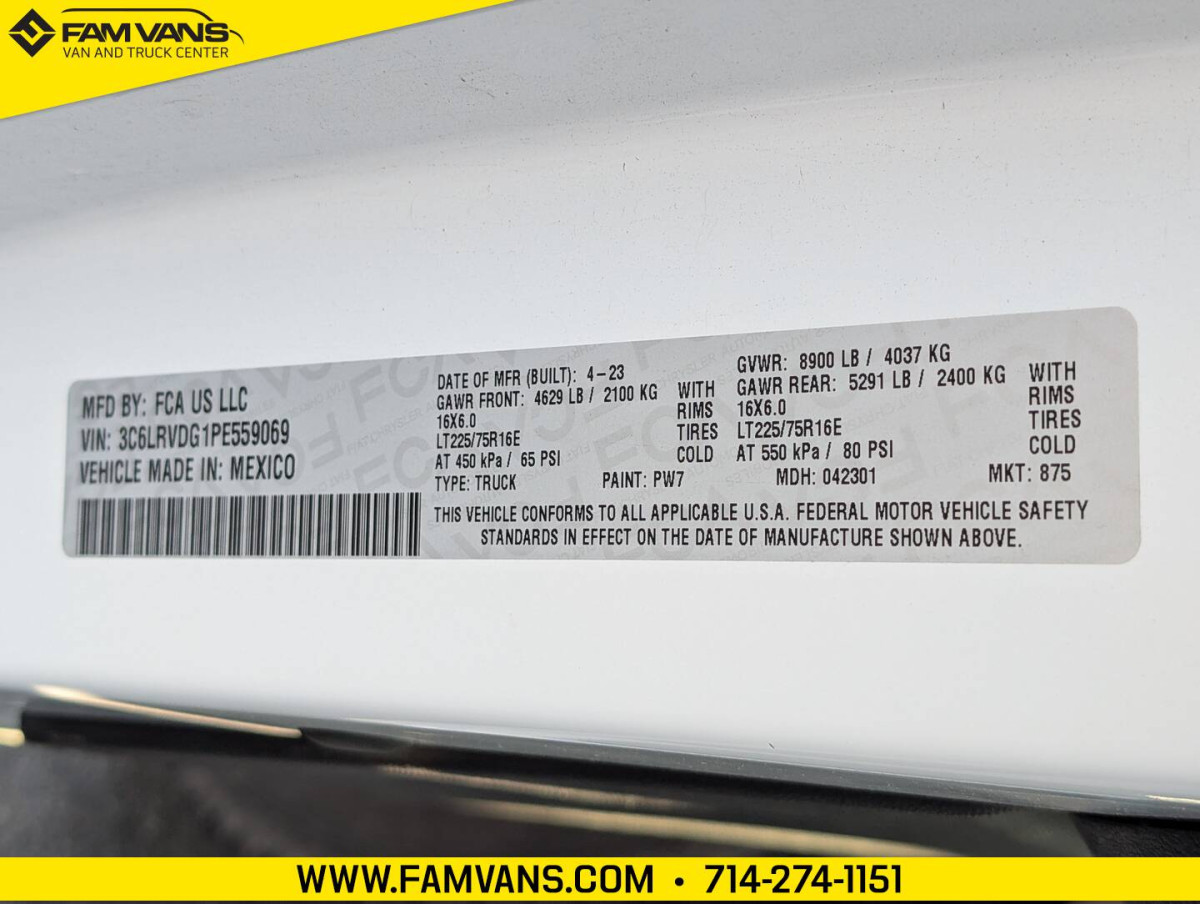 FAM VANS
VAN AND TRUCK CENTER
MFD BY: FCA US LLC
VIN: 3C6LRVDG1PE559069
VEHICLE MADE IN: MEXICO
DATE OF MFR (BUILT): 4-23
GAWR FRONT: 4629 LB / 2100 KG
16X6.0
LT225/75R16E
AT 450 kPa / 65 PSI
WITH
RIMS
TIRES
COLD
GVWR: 8900 LB / 4037 KG
GAWR REAR: 5291 LB / 2400 KG
16X6.0
LT225/75R16E
AT 550 kPa / 80 PSI
WITH
RIMS
TIRES
COLD
TYPE: TRUCK PAINT: PW7 MDH: 042301 MKT: 875
THIS VEHICLE CONFORMS TO ALL APPLICABLE U.S.A. FEDERAL MOTOR VEHICLE SAFETY
STANDARDS IN EFFECT ON THE DATE OF MANUFACTURE SHOWN ABOVE.
WWW.FAMVANS.COM • 714-274-1151